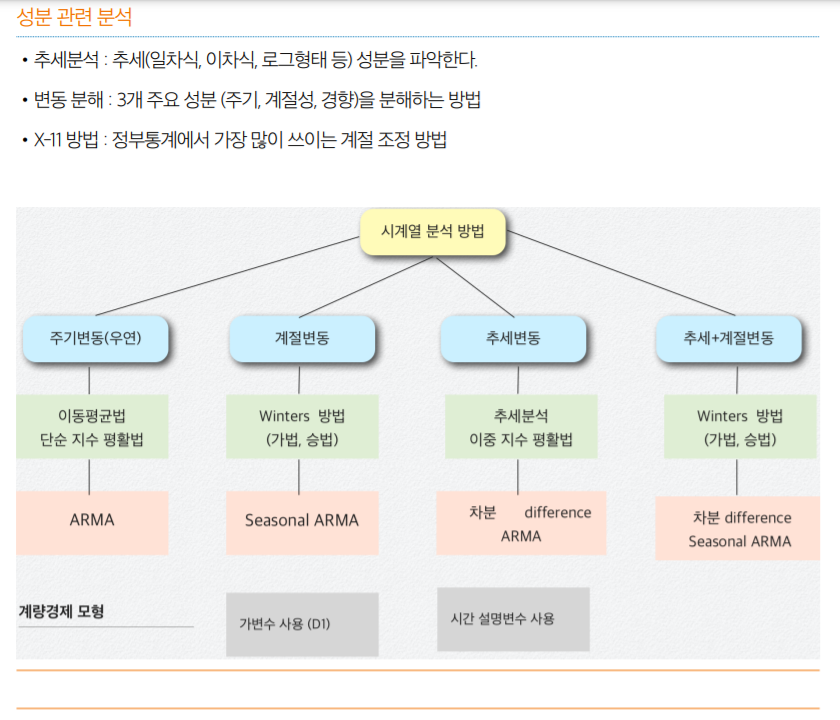 성분 관련 분석
• 추세분석 : 추세(일차식, 이차식, 로그형태 등) 성분을 파악한다.
• 변동 분해 : 3개 주요 성분 (주기, 계절성, 경향)을 분해하는 방법
• X-11 방법 : 정부통계에서 가장 많이 쓰이는 계절 조정 방법
시계열 분석 방법
주기변동(우연)
계절변동
추세변동
추세+계절변동
이동평균법
단순 지수 평활법
Winters 방법
(가법, 승법)
추세분석
이중 지수 평활법
Winters 방법
(가법, 승법)
ARMA
Seasonal ARMA
차분 difference
ARMA
차분 difference
Seasonal ARMA
계량경제 모형
가변수 사용 (D1)
시간 설명변수 사용